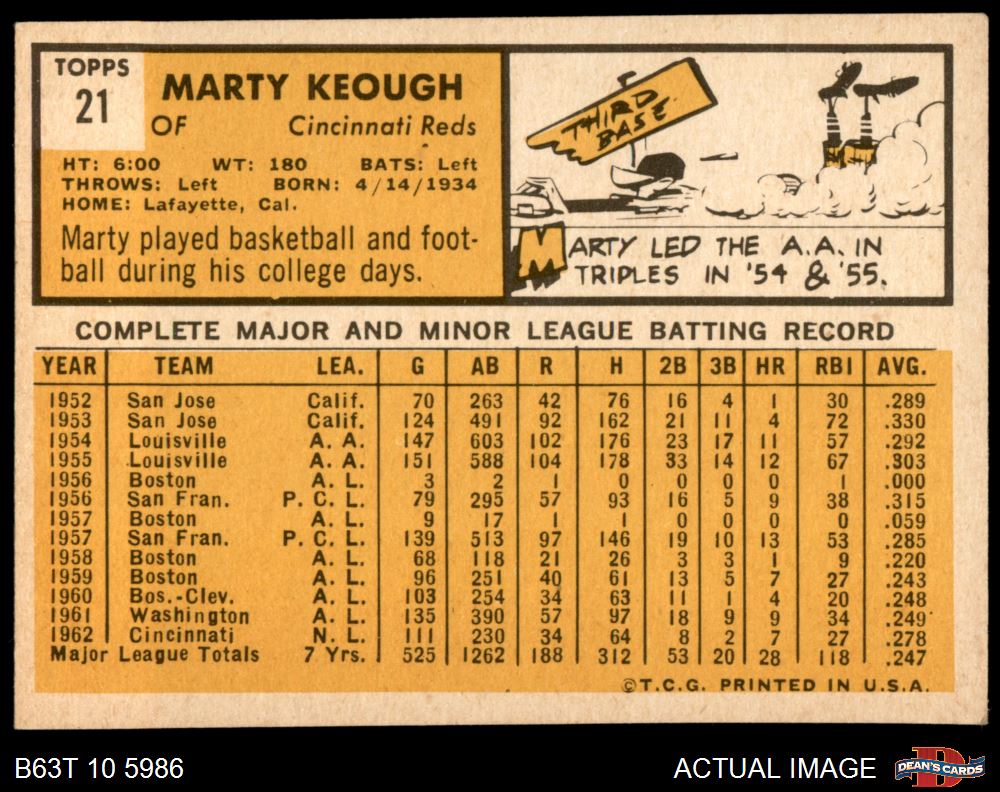 TOPPS
21
MARTY KEOUGH
OF Cincinnati Reds
HT: 6:00 WT: 180 BATS: Left
THROWS: Left BORN: 4/14/1934
HOME: Lafayette, Cal.
Marty played basketball and foot-
ball during his college days.
THIRD
BASE
MARTY LED THE A.A. IN
TRIPLES IN '54 & '55.
COMPLETE MAJOR AND MINOR LEAGUE BATTING RECORD
YEAR TEAM LEA. G AB R H 2B 3B HR RBI AVG.
1952 San Jose Calif. 70 263 42 76 16 4 1 30 .289
1953 San Jose Calif. 124 491 92 162 21 11 4 72 .330
1954 Louisville A. A. 147 603 102 176 23 17 11 57 .292
1955 Louisville A. A. 151 588 104 178 33 14 12 67 .303
1956 Boston A. L. 3 2 1 0 0 0 0 1 .000
1956 San Fran. P. C. L. 79 295 57 93 16 5 9 38 .315
1957 Boston A. L. 9 17 1 1 0 0 0 0 .059
1957 San Fran. P. C. L. 139 513 97 146 19 10 13 53 .285
1958 Boston A. L. 68 118 21 26 3 3 1 9 .220
1959 Boston A. L. 96 251 40 61 13 5 7 27 .243
1960 Bos.-Clev. A. L. 103 254 34 63 11 1 4 20 .248
1961 Washington A. L. 135 390 57 97 18 9 9 34 .249
1962 Cincinnati N. L. 111 230 34 64 8 2 7 27 .278
Major League Totals 7 Yrs. 525 1262 188 312 53 20 28 118 .247
©T.C.G. PRINTED IN U.S.A.
B63T 10 5986
ACTUAL IMAGE
DEAN'S CARDS